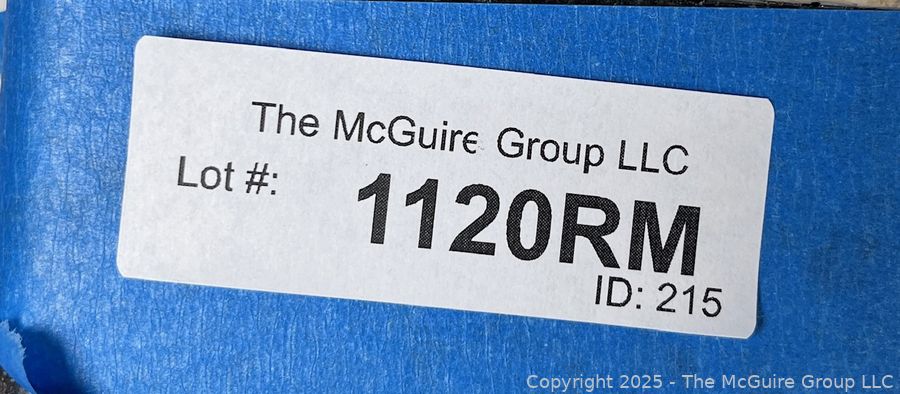 The McGuire Group LLC
Lot #:
1120RM
ID: 215
Copyright 2025 - The McGuire Group LLC